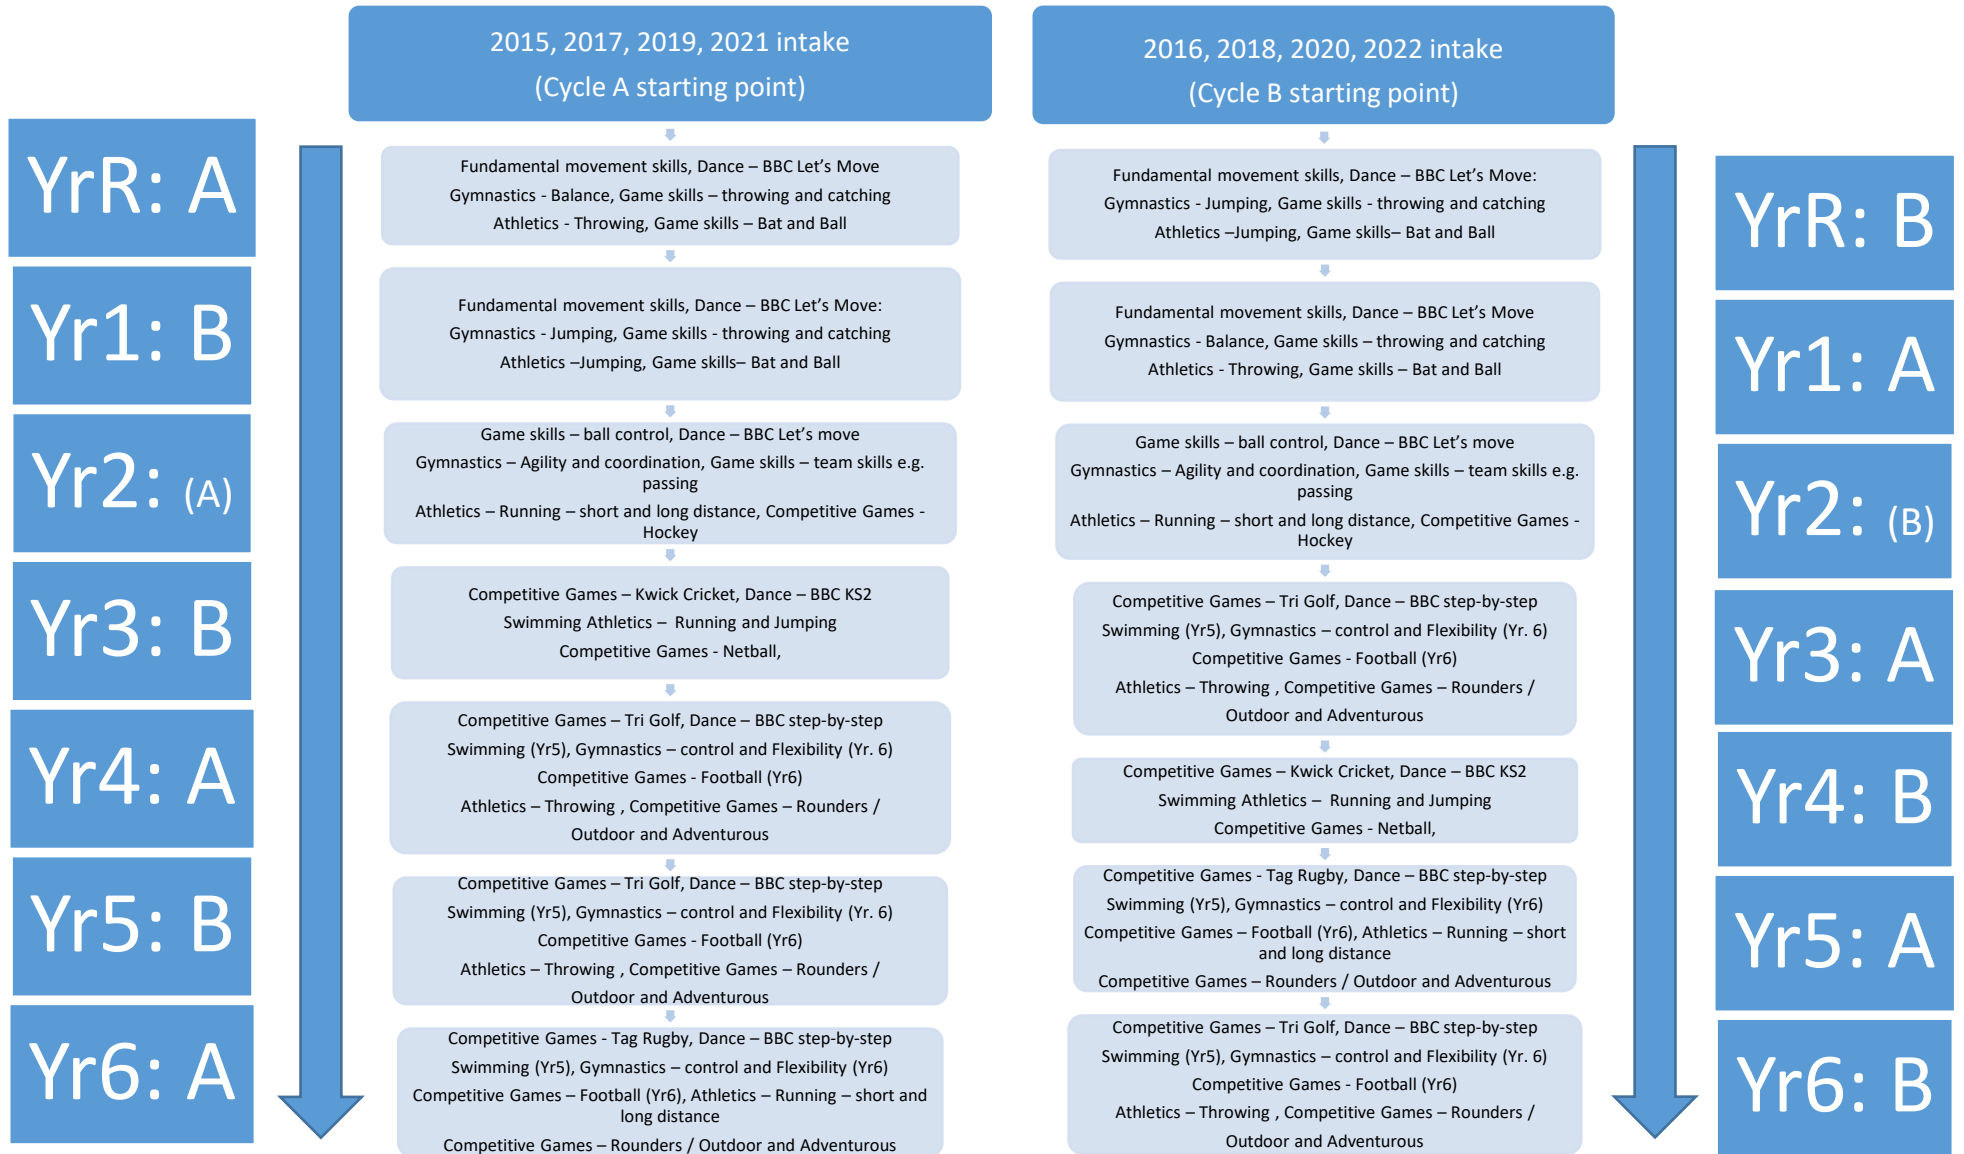 2015, 2017, 2019, 2021 intake
(Cycle A starting point)
YrR: A
Yr1: B
Yr2: (A)
Yr3: B
Yr4: A
Yr5: B
Yr6: A
Fundamental movement skills, Dance – BBC Let’s Move
Gymnastics - Balance, Game skills – throwing and catching
Athletics - Throwing, Game skills – Bat and Ball
Fundamental movement skills, Dance – BBC Let’s Move:
Gymnastics - Jumping, Game skills - throwing and catching
Athletics –Jumping, Game skills– Bat and Ball
Game skills – ball control, Dance – BBC Let’s move
Gymnastics – Agility and coordination, Game skills – team skills e.g.
passing
Athletics – Running – short and long distance, Competitive Games -
Hockey
Competitive Games – Kwick Cricket, Dance – BBC KS2
Swimming Athletics – Running and Jumping
Competitive Games - Netball,
Competitive Games – Tri Golf, Dance – BBC step-by-step
Swimming (Yr5), Gymnastics – control and Flexibility (Yr. 6)
Competitive Games - Football (Yr6)
Athletics – Throwing , Competitive Games – Rounders /
Outdoor and Adventurous
Competitive Games – Tri Golf, Dance – BBC step-by-step
Swimming (Yr5), Gymnastics – control and Flexibility (Yr. 6)
Competitive Games - Football (Yr6)
Athletics – Throwing , Competitive Games – Rounders /
Outdoor and Adventurous
Competitive Games - Tag Rugby, Dance – BBC step-by-step
Swimming (Yr5), Gymnastics – control and Flexibility (Yr6)
Competitive Games – Football (Yr6), Athletics – Running – short and
long distance
Competitive Games – Rounders / Outdoor and Adventurous
2016, 2018, 2020, 2022 intake
(Cycle B starting point)
Fundamental movement skills, Dance – BBC Let’s Move:
Gymnastics - Jumping, Game skills - throwing and catching
Athletics –Jumping, Game skills– Bat and Ball
Fundamental movement skills, Dance – BBC Let’s Move
Gymnastics - Balance, Game skills – throwing and catching
Athletics - Throwing, Game skills – Bat and Ball
Game skills – ball control, Dance – BBC Let’s move
Gymnastics – Agility and coordination, Game skills – team skills e.g.
passing
Athletics – Running – short and long distance, Competitive Games -
Hockey
Competitive Games – Tri Golf, Dance – BBC step-by-step
Swimming (Yr5), Gymnastics – control and Flexibility (Yr. 6)
Competitive Games - Football (Yr6)
Athletics – Throwing , Competitive Games – Rounders /
Outdoor and Adventurous
Competitive Games – Kwick Cricket, Dance – BBC KS2
Swimming Athletics – Running and Jumping
Competitive Games - Netball,
Competitive Games - Tag Rugby, Dance – BBC step-by-step
Swimming (Yr5), Gymnastics – control and Flexibility (Yr6)
Competitive Games – Football (Yr6), Athletics – Running – short
and long distance
Competitive Games – Rounders / Outdoor and Adventurous
Competitive Games – Tri Golf, Dance – BBC step-by-step
Swimming (Yr5), Gymnastics – control and Flexibility (Yr. 6)
Competitive Games - Football (Yr6)
Athletics – Throwing , Competitive Games – Rounders /
Outdoor and Adventurous
YrR: B
Yr1: A
Yr2: (B)
Yr3: A
Yr4: B
Yr5: A
Yr6: B